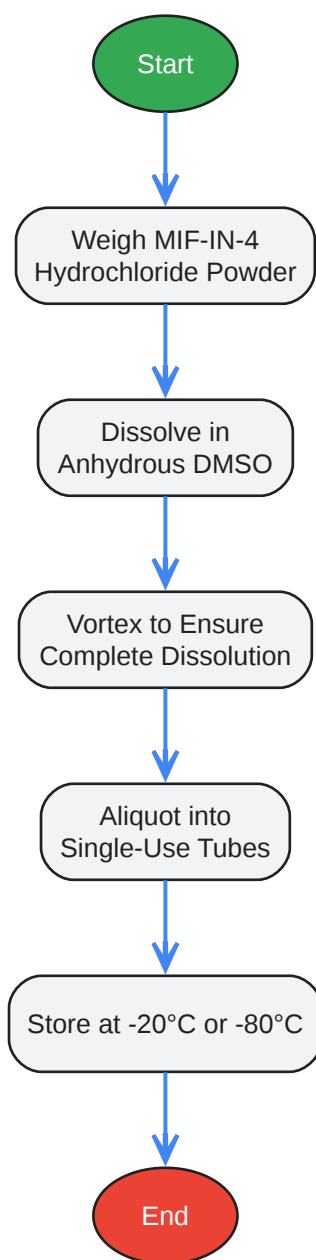 Start
Weigh MIF-IN-4
Hydrochloride Powder
Dissolve in
Anhydrous DMSO
Vortex to Ensure
Complete Dissolution
Aliquot into
Single-Use Tubes
Store at -20°C or -80°C
End